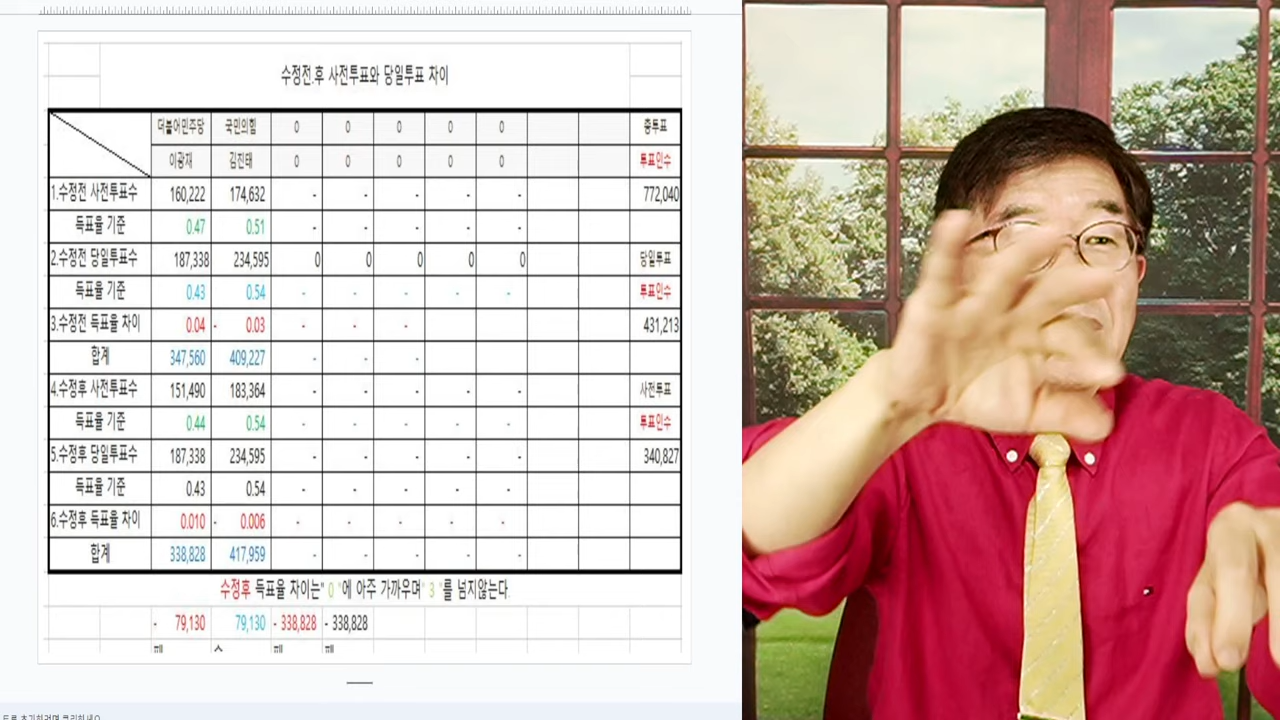 수정전.후 사전투표와 당일투표 차이
더불어민주당 국민의힘 0 0 0 0 0 총투표
이광재 김진태 0 0 0 0 0 투표인수
1.수정전 사전투표수 160,222 174,632 - - - - - 772,040
득표율 기준 0.47 0.51 - - - - -
2.수정전 당일투표수 187,338 234,595 0 0 0 0 0 당일투표
득표율 기준 0.43 0.54 - - - - - 투표인수
3.수정전 득표율 차이 0.04 - 0.03 - - - 431,213
합계 347,560 409,227 - - -
4.수정후 사전투표수 151,490 183,364 - - - - - 사전투표
득표율 기준 0.44 0.54 - - - - - 투표인수
5.수정후 당일투표수 187,338 234,595 - - - - - 340,827
득표율 기준 0.43 0.54 - - - - -
6.수정후 득표율 차이 0.010 - 0.006 - - - - -
합계 338,828 417,959 - - - - -
수정후 득표율 차이는" 0 "에 아주 가까우며" 3 "를 넘지않는다
- 79,130 79,130 - 338,828 - 338,828